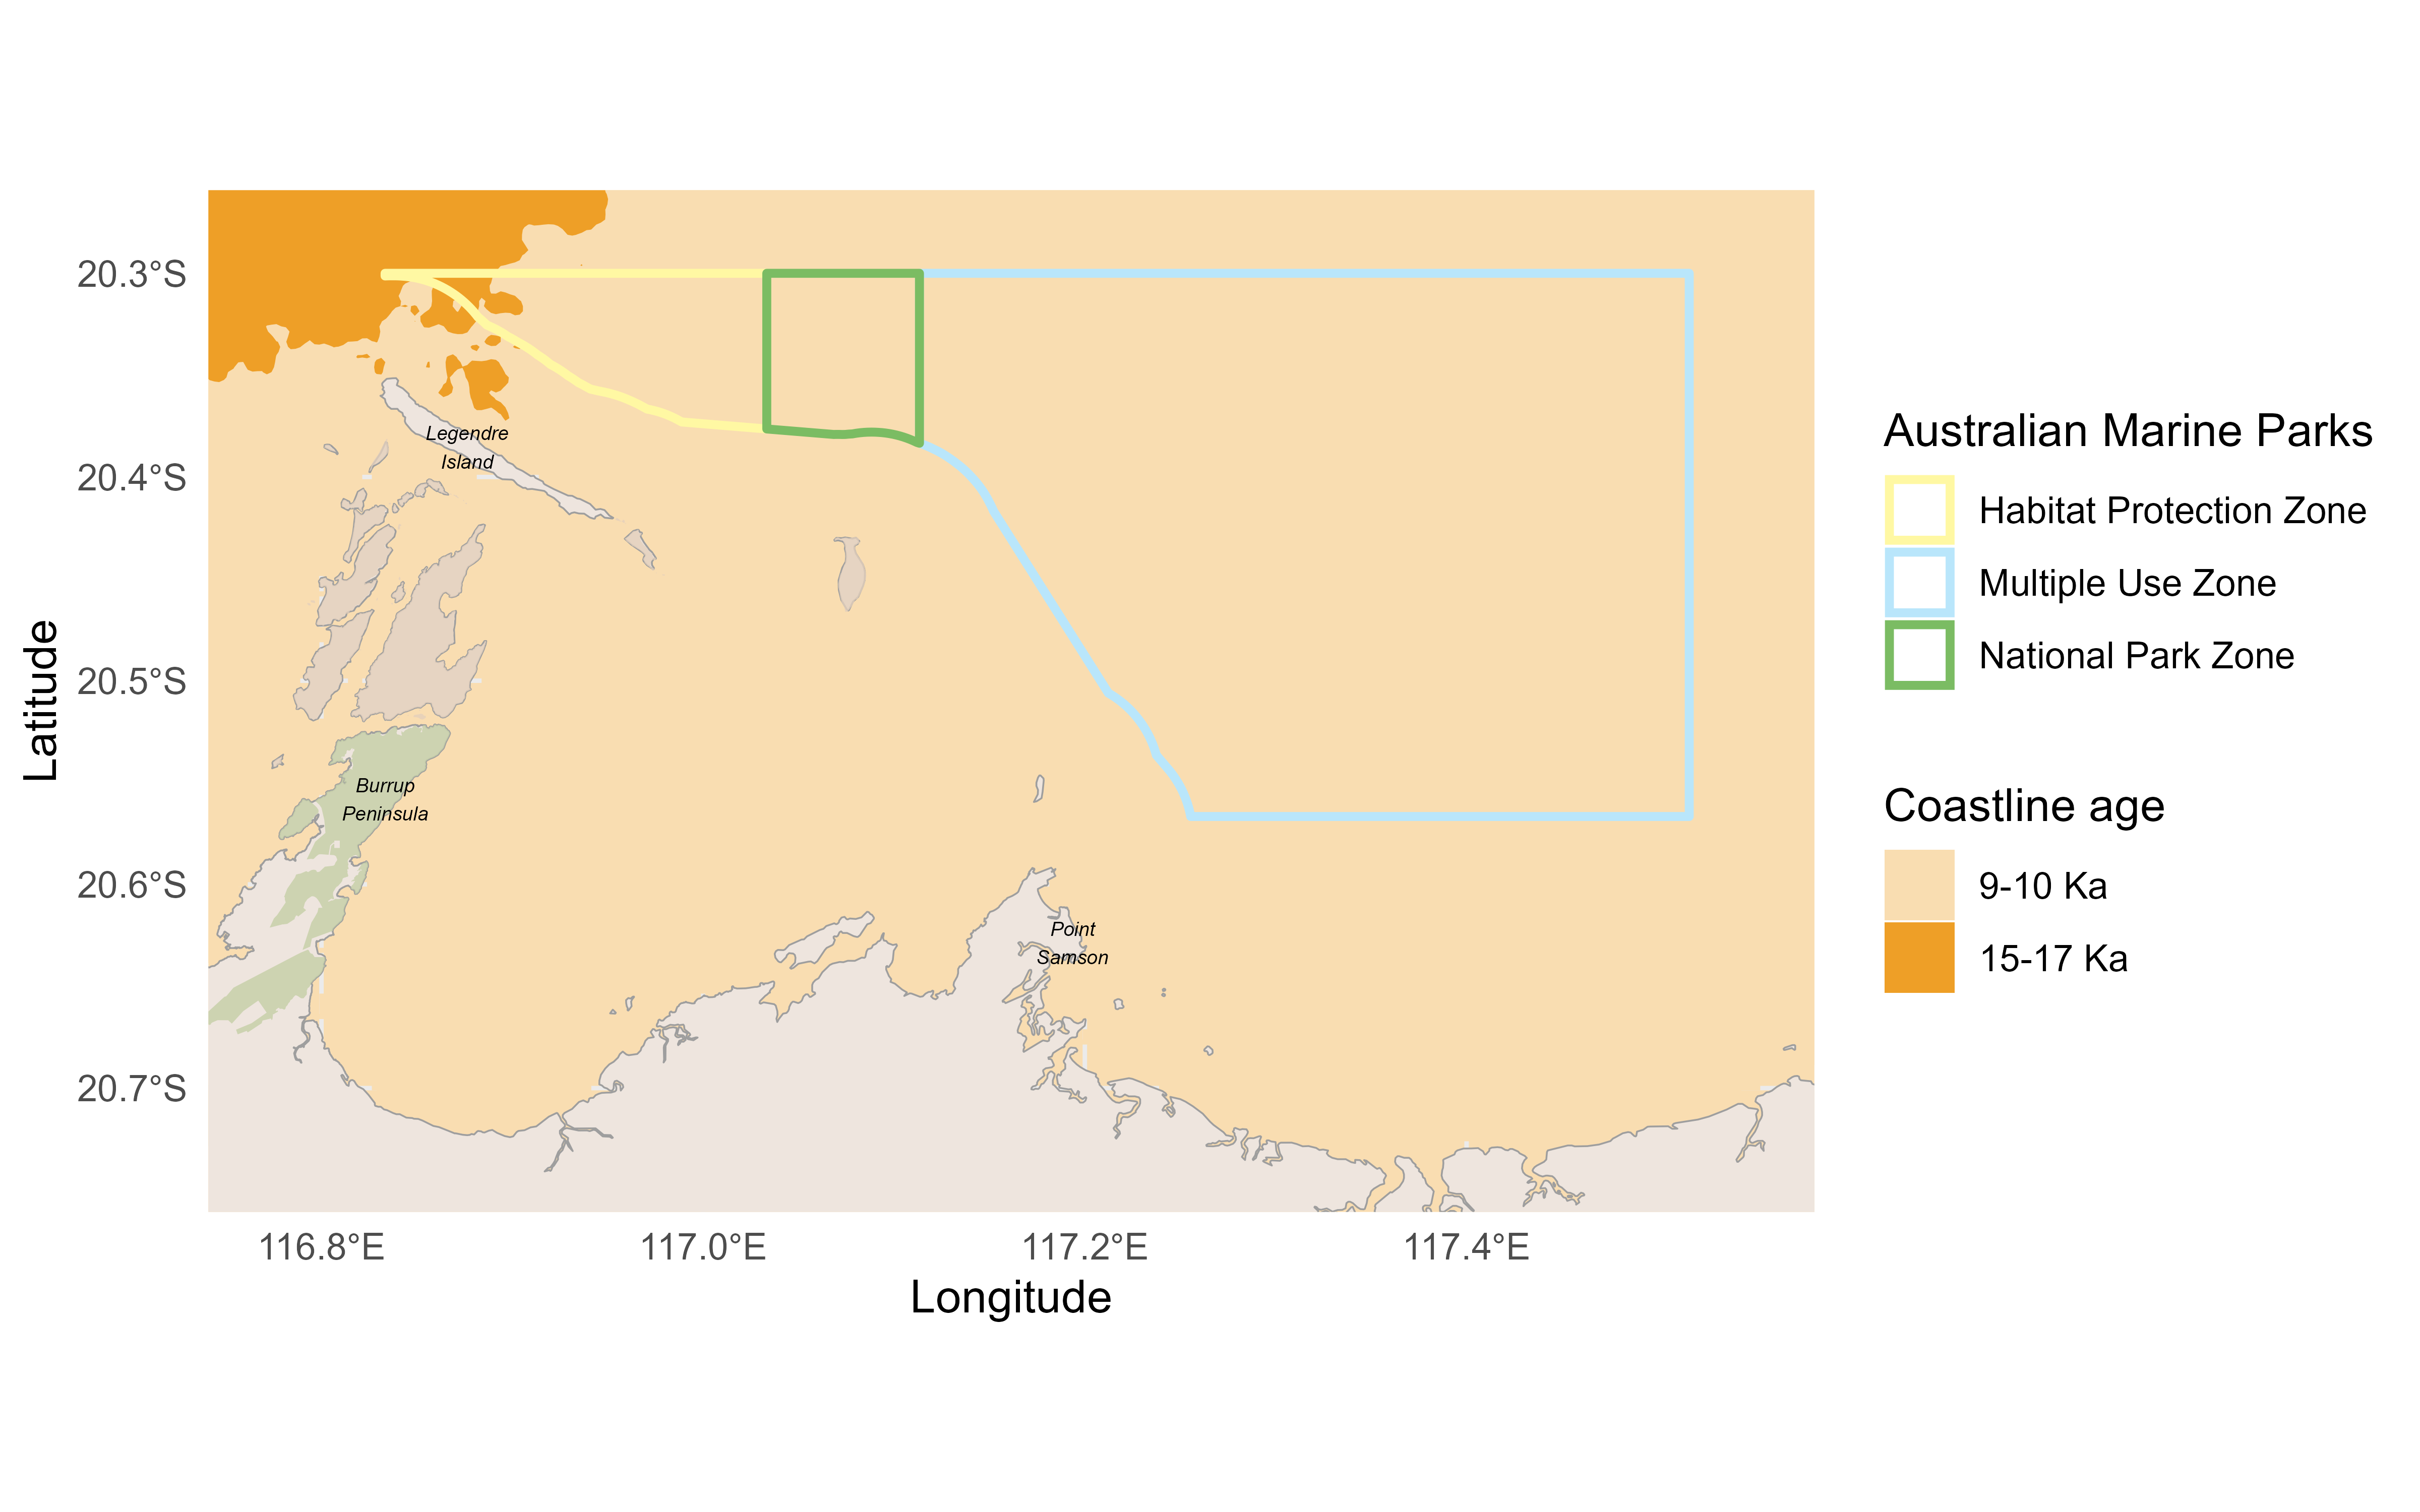 20.3°S
20.4°S
20.5°S
20.6°S
20.7°S
Latitude
Legendre
Island
Burrup
Peninsula
Point
Samson
116.8°E
117.0°E
117.2°E
117.4°E
Longitude
Australian Marine Parks
Habitat Protection Zone
Multiple Use Zone
National Park Zone
Coastline age
9-10 Ka
15-17 Ka